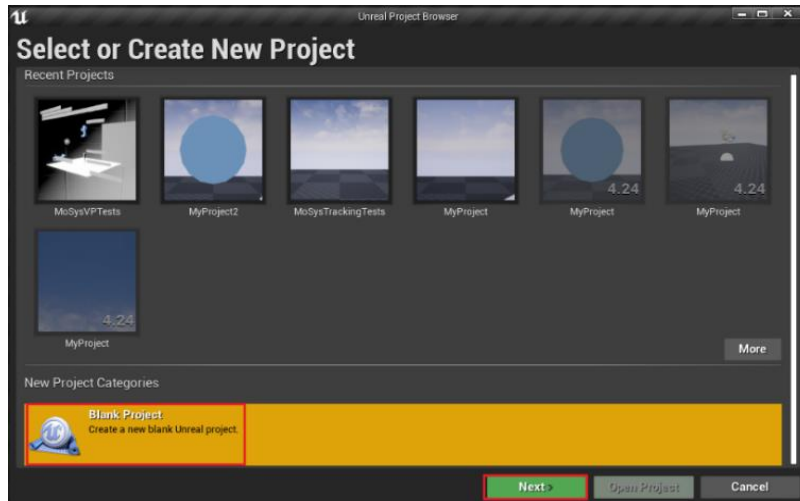 Unreal Project Browser
Select or Create New Project
Recent Projects
4.24
4.24
MoSysVPTests
MyProject2
MoSysTrackingTests
MyProject
MyProject
MyProject
4.24
MyProject
More
New Project Categories
Blank Project
Create a new blank Unreal project.
Next >
Open Project
Cancel